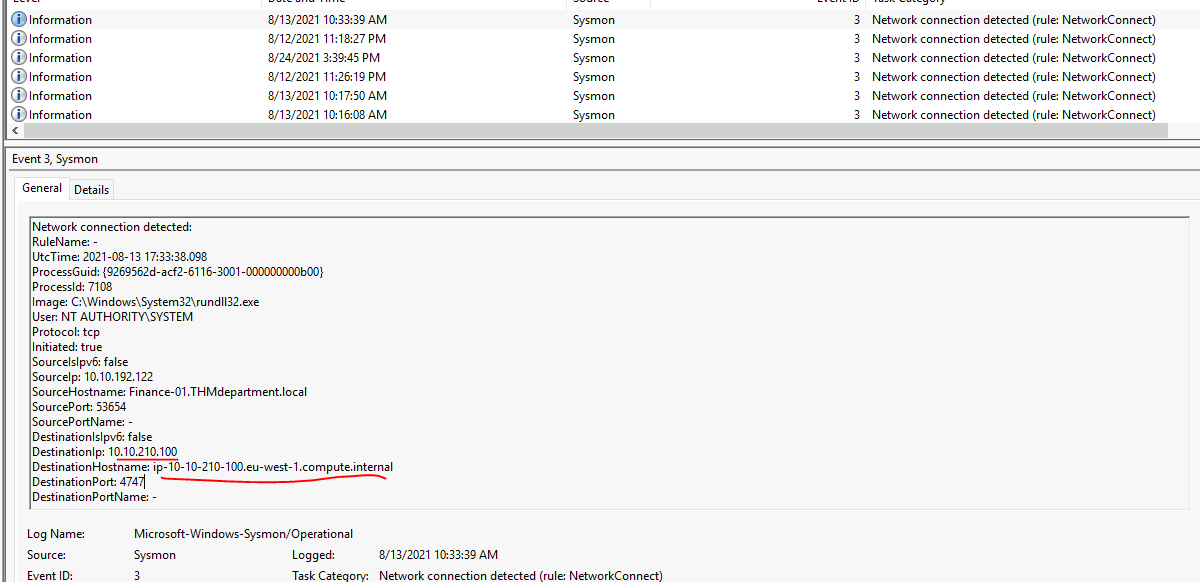 Level Date and Time Source Event ID Task Category
Information 8/13/2021 10:33:39 AM Sysmon 3 Network connection detected (rule: NetworkConnect)
Information 8/12/2021 11:18:27 PM Sysmon 3 Network connection detected (rule: NetworkConnect)
Information 8/24/2021 3:39:45 PM Sysmon 3 Network connection detected (rule: NetworkConnect)
Information 8/12/2021 11:26:19 PM Sysmon 3 Network connection detected (rule: NetworkConnect)
Information 8/13/2021 10:17:50 AM Sysmon 3 Network connection detected (rule: NetworkConnect)
Information 8/13/2021 10:16:08 AM Sysmon 3 Network connection detected (rule: NetworkConnect)
Event 3, Sysmon
General Details
Network connection detected:
RuleName: -
UtcTime: 2021-08-13 17:33:38.098
ProcessGuid: {9269562d-acf2-6116-3001-000000000b00}
ProcessId: 7108
Image: C:\Windows\System32\rundll32.exe
User: NT AUTHORITY\SYSTEM
Protocol: tcp
Initiated: true
SourceIsIpv6: false
SourceIp: 10.10.192.122
SourceHostname: Finance-01.THMdepartment.local
SourcePort: 53654
SourcePortName: -
DestinationIsIpv6: false
DestinationIp: 10.10.210.100
DestinationHostname: ip-10-10-210-100.eu-west-1.compute.internal
DestinationPort: 4747
DestinationPortName: -
Log Name: Microsoft-Windows-Sysmon/Operational
Source: Sysmon Logged: 8/13/2021 10:33:39 AM
Event ID: 3 Task Category: Network connection detected (rule: NetworkConnect)